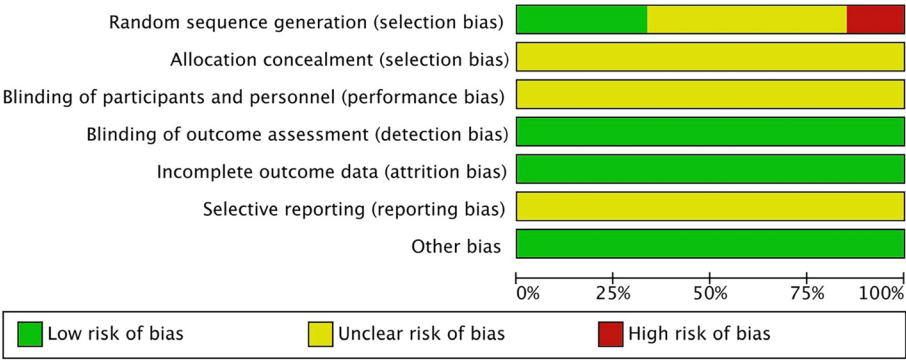 Random sequence generation (selection bias)
Allocation concealment (selection bias)
Blinding of participants and personnel (performance bias)
Blinding of outcome assessment (detection bias)
Incomplete outcome data (attrition bias)
Selective reporting (reporting bias)
Other bias
0% 25% 50% 75% 100%
Low risk of bias Unclear risk of bias High risk of bias